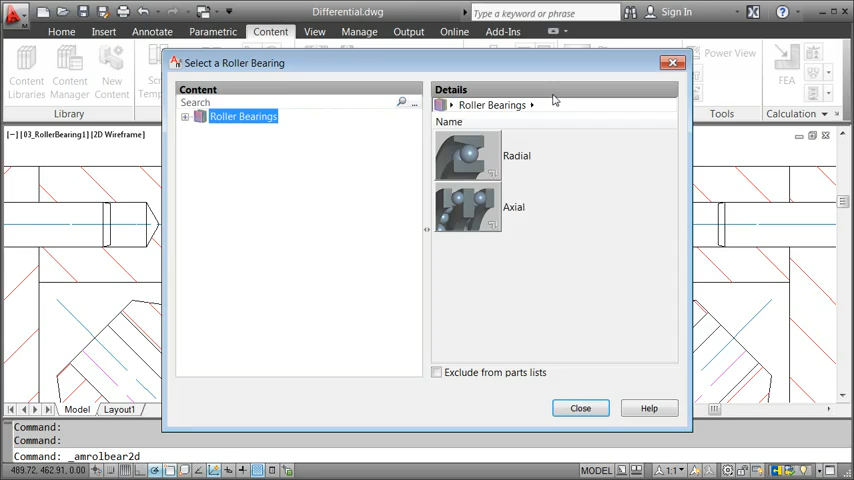 Differential.dwg
Type a keyword or phrase
Sign In
Home Insert Annotate Parametric Content View Manage Output Add-Ins
Content Libraries
Content Manager
New Content
Power View
FEA
Library
Tools
Calculation
Select a Roller Bearing
Content
Search
...
Roller Bearings
Details
Roller Bearings
Name
Radial
Axial
Exclude from parts lists
Close
Help
[–] [03_RollerBearing1] [2D Wireframe]
Model Layout1
Command:
Command:
Command: _amrolbear2d
489.72, 462.91, 0.00
MODEL
1:1